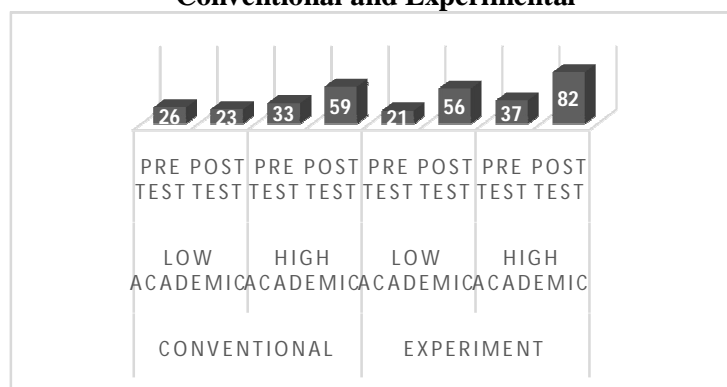 Conventional and Experimental
26 23 33 59 21 56 37 82
PRE POST PRE POST PRE POST PRE POST
TEST TEST TEST TEST TEST TEST TEST TEST
LOW HIGH LOW HIGH
ACADEMIC ACADEMIC ACADEMIC ACADEMIC
CONVENTIONAL EXPERIMENT